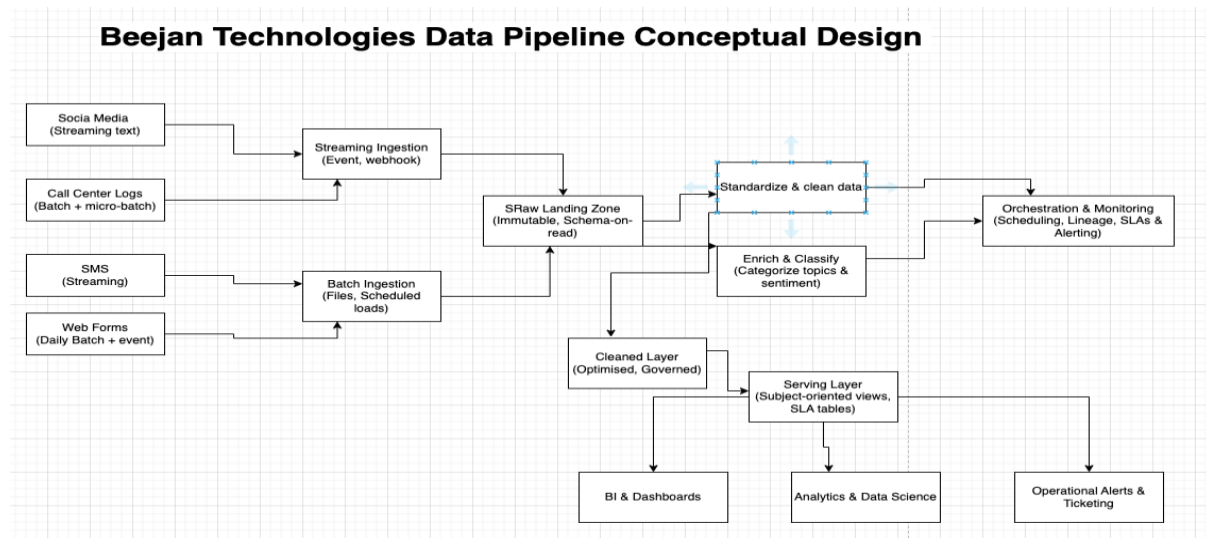 Beejan Technologies Data Pipeline Conceptual Design
Socia Media
(Streaming text)
Call Center Logs
(Batch + micro-batch)
SMS
(Streaming)
Web Forms
(Daily Batch + event)
Streaming Ingestion
(Event, webhook)
Batch Ingestion
(Files, Scheduled
loads)
SRaw Landing Zone
(Immutable, Schema-on-
read)
Standardize & clean data
Enrich & Classify
(Categorize topics &
sentiment)
Orchestration & Monitoring
(Scheduling, Lineage, SLAs &
Alerting)
Cleaned Layer
(Optimised, Governed)
Serving Layer
(Subject-oriented views,
SLA tables)
BI & Dashboards
Analytics & Data Science
Operational Alerts &
Ticketing